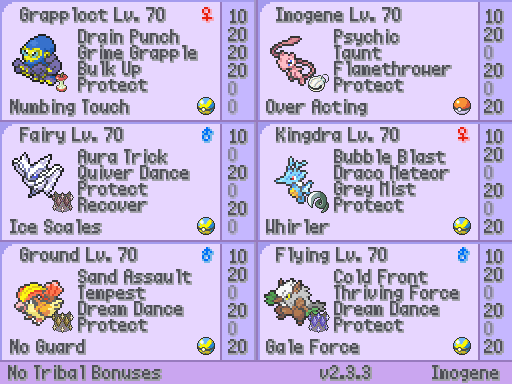 Grapploct Lv. 70 ♀ 10
Drain Punch 20
Grime Grapple 20
Bulk Up 20
Protect 0
Numbing Touch 0
Imogene Lv. 70 10
Psychic 20
Taunt 0
Flamethrower 20
Protect 0
Over Acting 20
Fairy Lv. 70 ♂ 10
Aura Trick 0
Quiver Dance 20
Protect 0
Recover 20
Ice Scales 20
Kingdra Lv. 70 ♀ 10
Bubble Blast 20
Draco Meteor 0
Grey Mist 20
Protect 0
Whirler 20
Ground Lv. 70 ♂ 10
Sand Assault 20
Tempest 0
Dream Dance 20
Protect 0
No Guard 20
Flying Lv. 70 ♂ 10
Cold Front 20
Thriving Force 0
Dream Dance 20
Protect 0
Gale Force 20
No Tribal Bonuses v2.3.3 Imogene